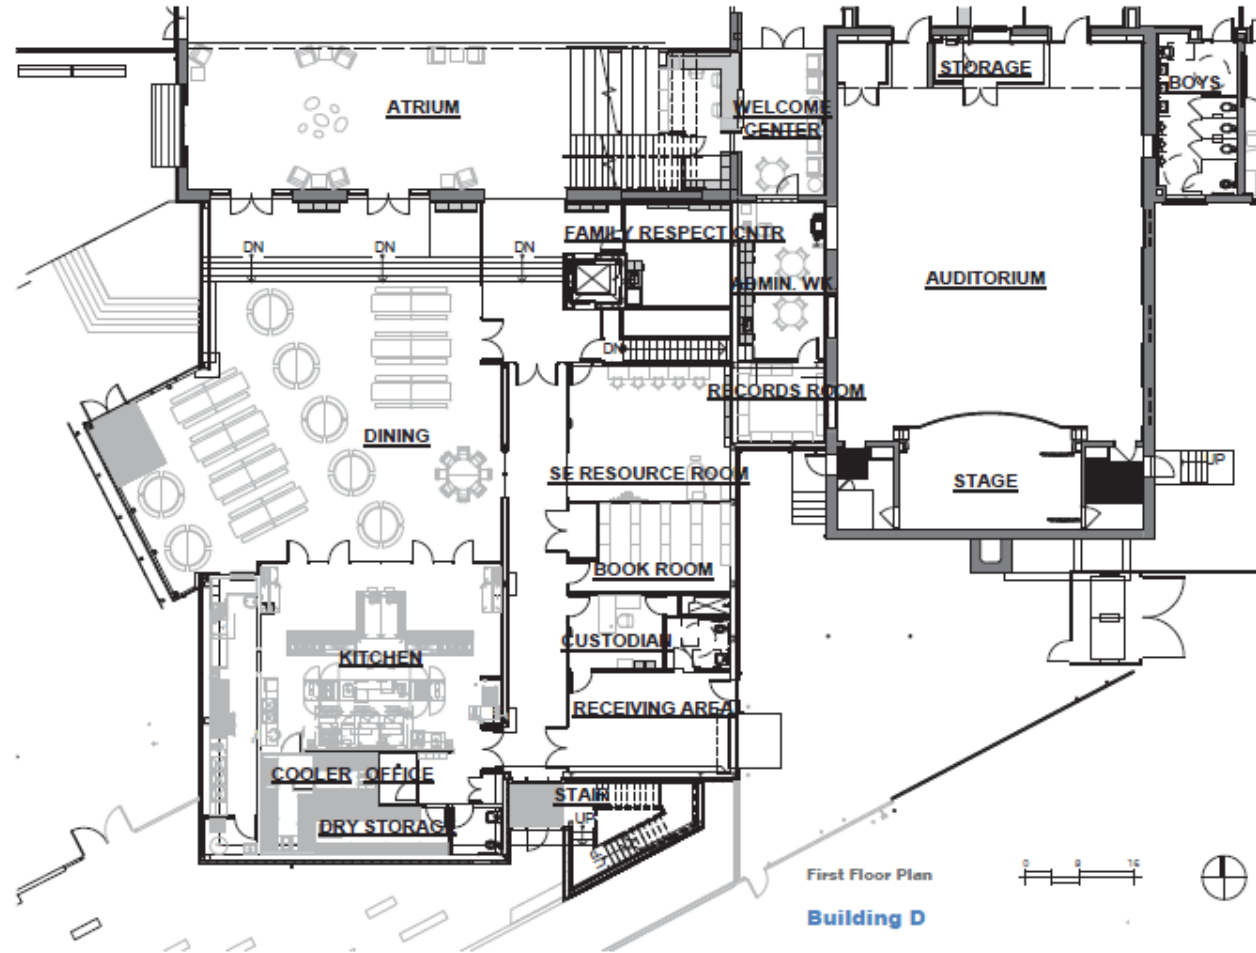 STORAGE
BOYS
ATRIUM
WELCOME
CENTER
FAMILY RESPECT CNTR
DN
DN
DN
AUDITORIUM
ADMIN. WK.
DN
RECORDS ROOM
DINING
SE RESOURCE ROOM
UP
STAGE
BOOK ROOM
CUSTODIAN
KITCHEN
RECEIVING AREA
COOLER
OFFICE
STAIR
DRY STORAGE
UP
UP
First Floor Plan
0 8 16
Building D